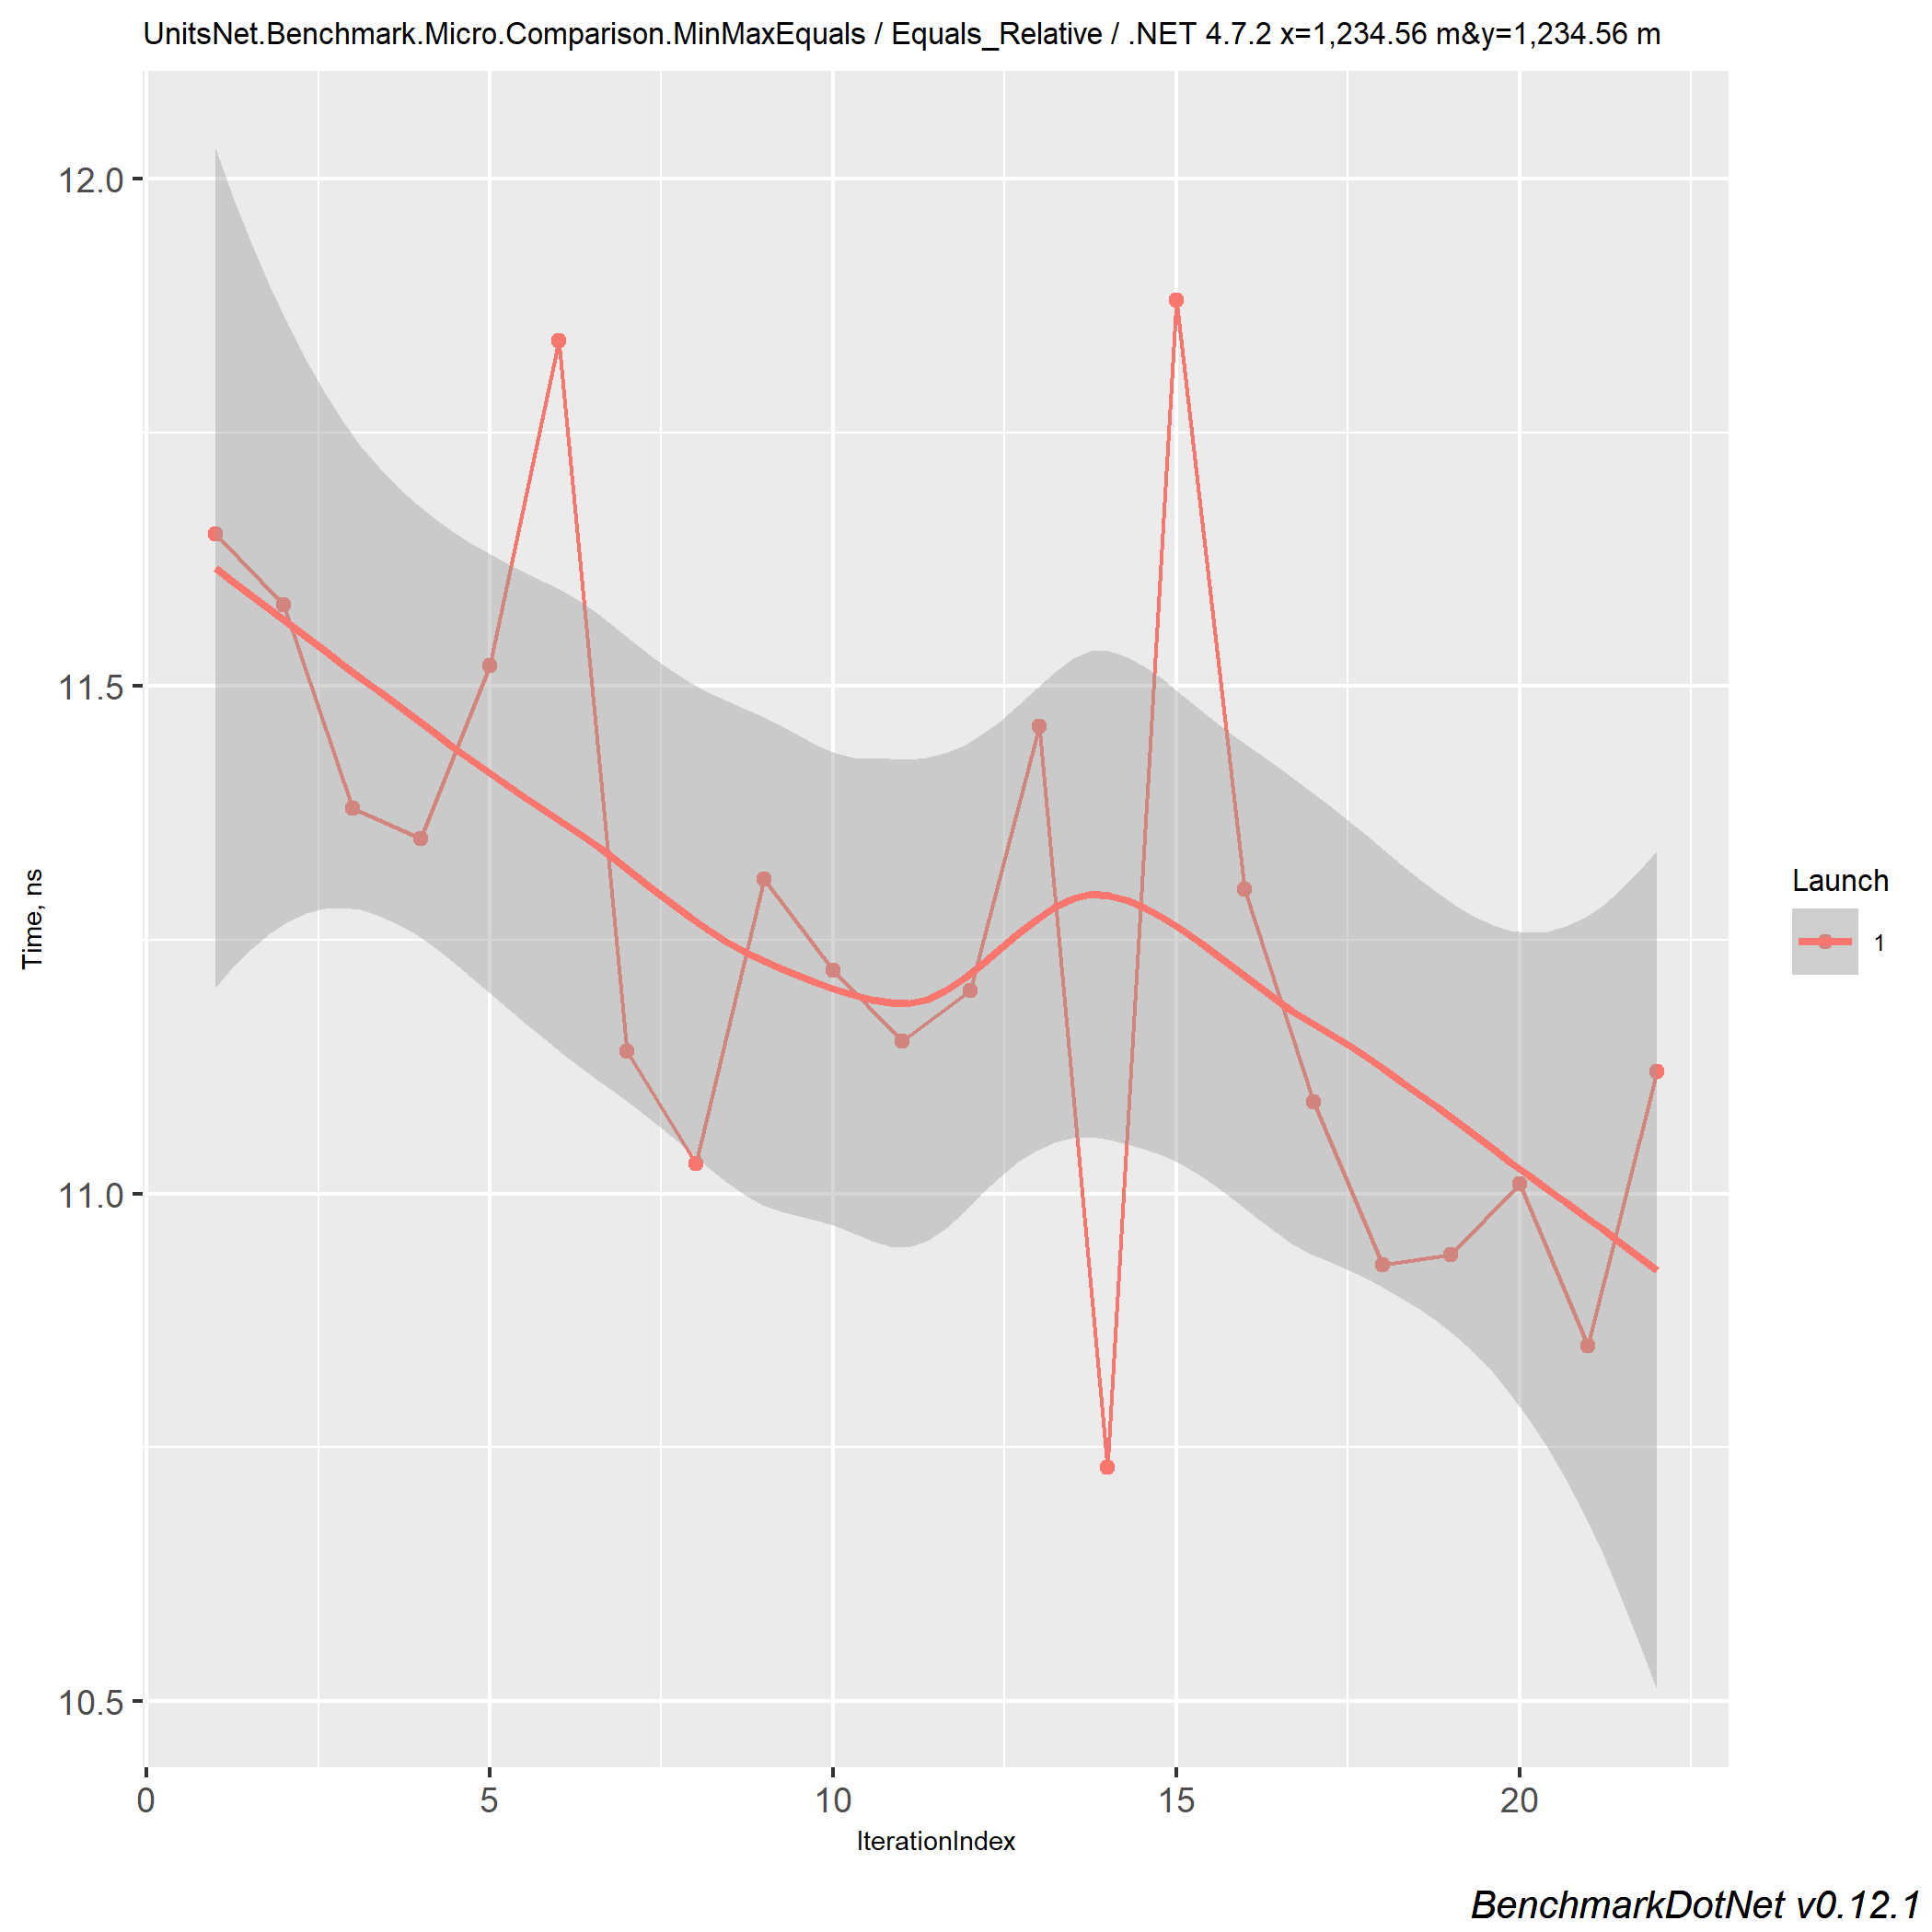 UnitsNet.Benchmark.Micro.Comparison.MinMaxEquals / Equals_Relative / .NET 4.7.2 x=1,234.56 m&y=1,234.56 m
12.0
11.5
11.0
10.5
Time, ns
0 5 10 15 20
IterationIndex
Launch
1
BenchmarkDotNet v0.12.1